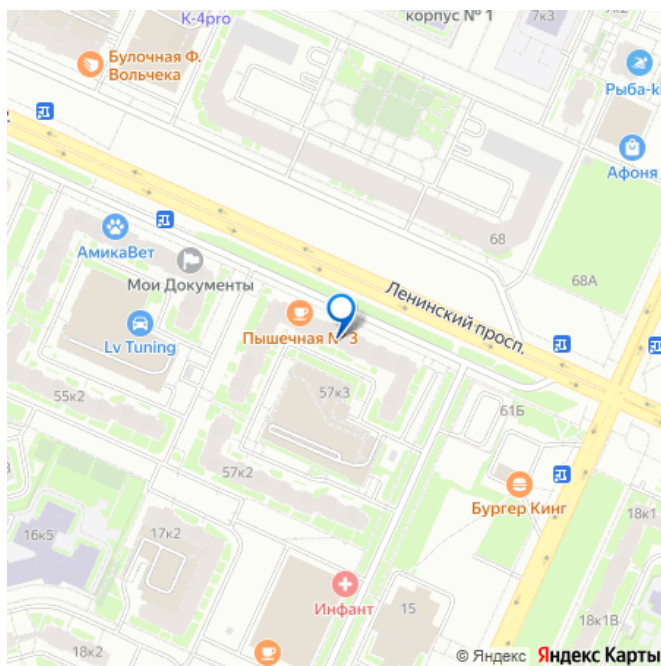 К-4pro
корпус № 1
7к3
Булочная Ф.
Вольчека
Рыба-ki
Афоня
68
68А
АмикаВет
Мои Документы
Ленинский просп.
Пышечная № 3
Lv Tuning
57к3
55к2
61Б
57к2
Бургер Кинг
16к5
17к2
18к1
Инфант
15
18к1В
18к2
© Яндекс Яндекс Карты